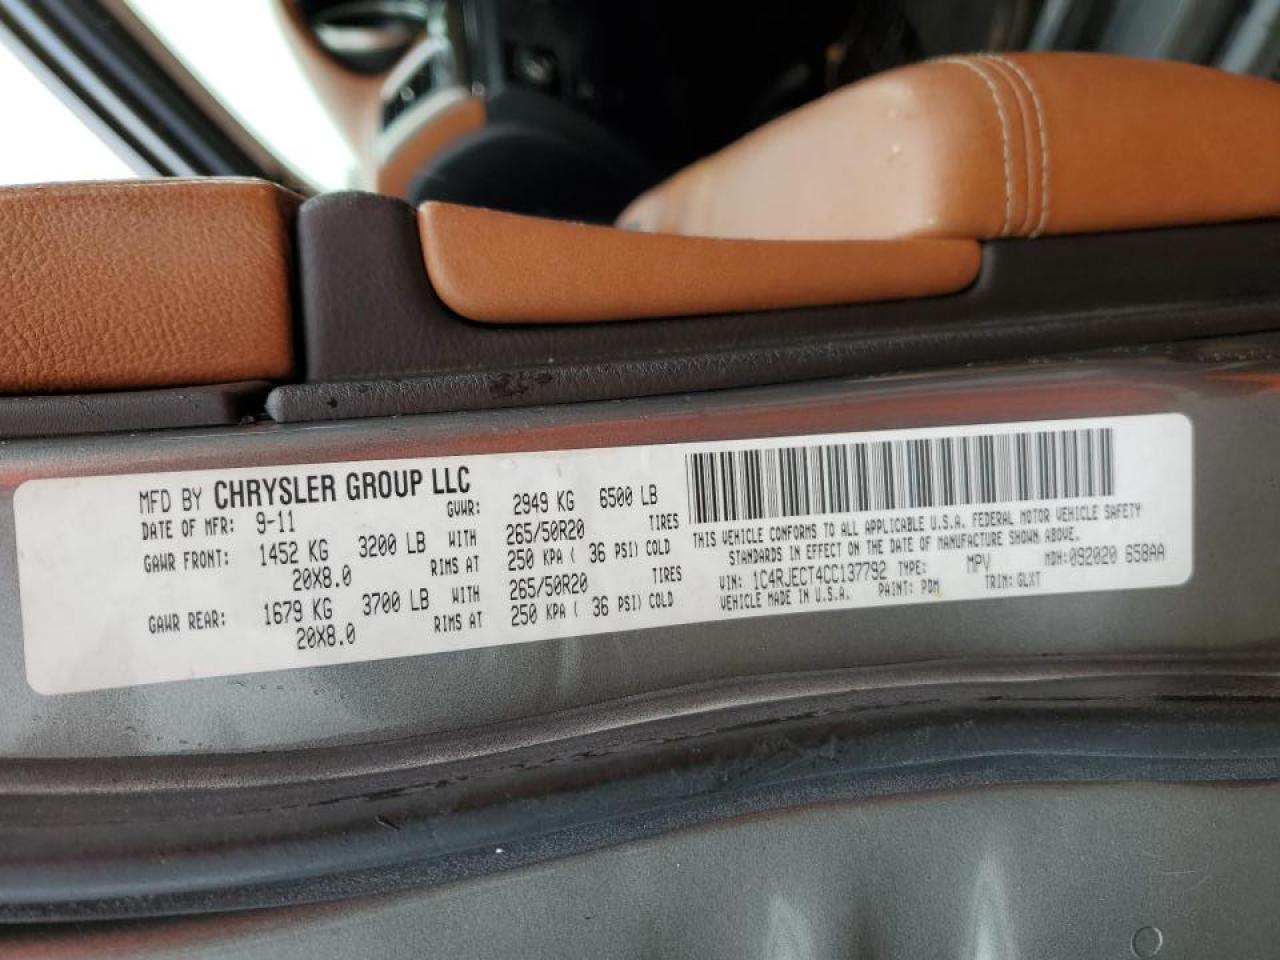 MFD BY CHRYSLER GROUP LLC
DATE OF MFR: 9-11 GVWR: 2949 KG 6500 LB
GAWR FRONT: 1452 KG 3200 LB WITH 265/50R20 TIRES
20X8.0 RIMS AT 250 KPA ( 36 PSI) COLD
GAWR REAR: 1679 KG 3700 LB WITH 265/50R20 TIRES
20X8.0 RIMS AT 250 KPA ( 36 PSI) COLD
THIS VEHICLE CONFORMS TO ALL APPLICABLE U.S.A. FEDERAL MOTOR VEHICLE SAFETY
STANDARDS IN EFFECT ON THE DATE OF MANUFACTURE SHOWN ABOVE.
VIN: 1C4RJECT4CC137792 TYPE: MPV MDH:092020 658AA
VEHICLE MADE IN U.S.A. PAINT: PDM TRIM: GLXT